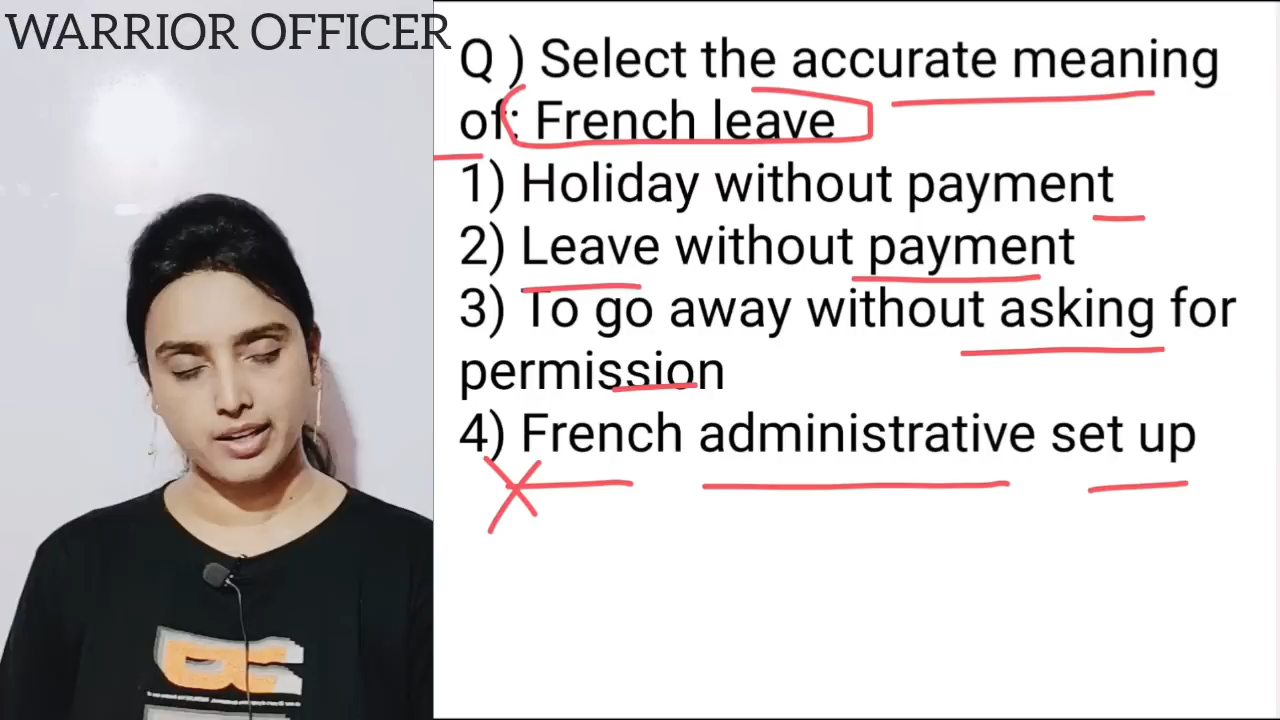 WARRIOR OFFICER
Q ) Select the accurate meaning
of: French leave
1) Holiday without payment
2) Leave without payment
3) To go away without asking for
permission
4) French administrative set up